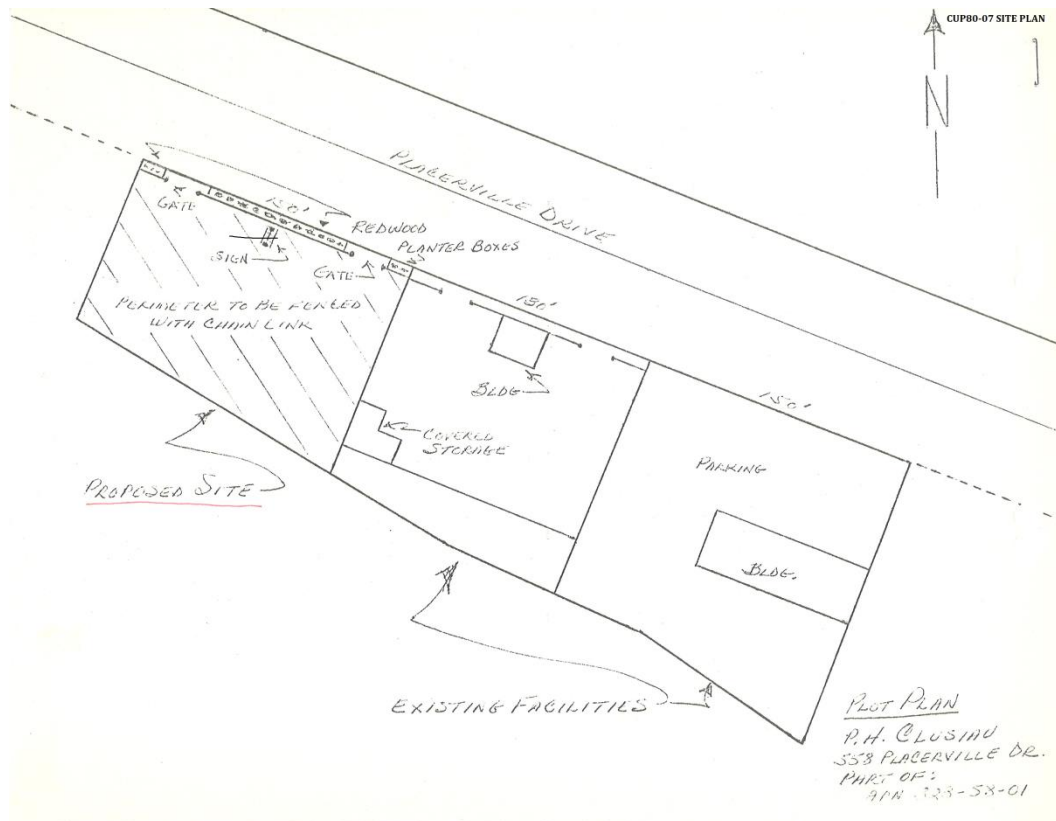 CUP80-07 SITE PLAN
N
PLACERVILLE DRIVE
GATE
150'
REDWOOD
PLANTER BOXES
SIGN
GATE
PERIMETER TO BE FENCED
WITH CHAIN LINK
150'
BLDG
150'
COVERED
STORAGE
PARKING
PROPOSED SITE
BLDG.
EXISTING FACILITIES
PLOT PLAN
P.H. CLUSIAU
558 PLACERVILLE DR.
PART OF:
APN